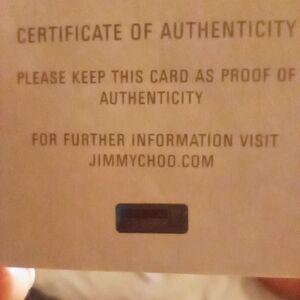 CERTIFICATE OF AUTHENTICITY
PLEASE KEEP THIS CARD AS PROOF OF
AUTHENTICITY
FOR FURTHER INFORMATION VISIT
JIMMYCHOO.COM